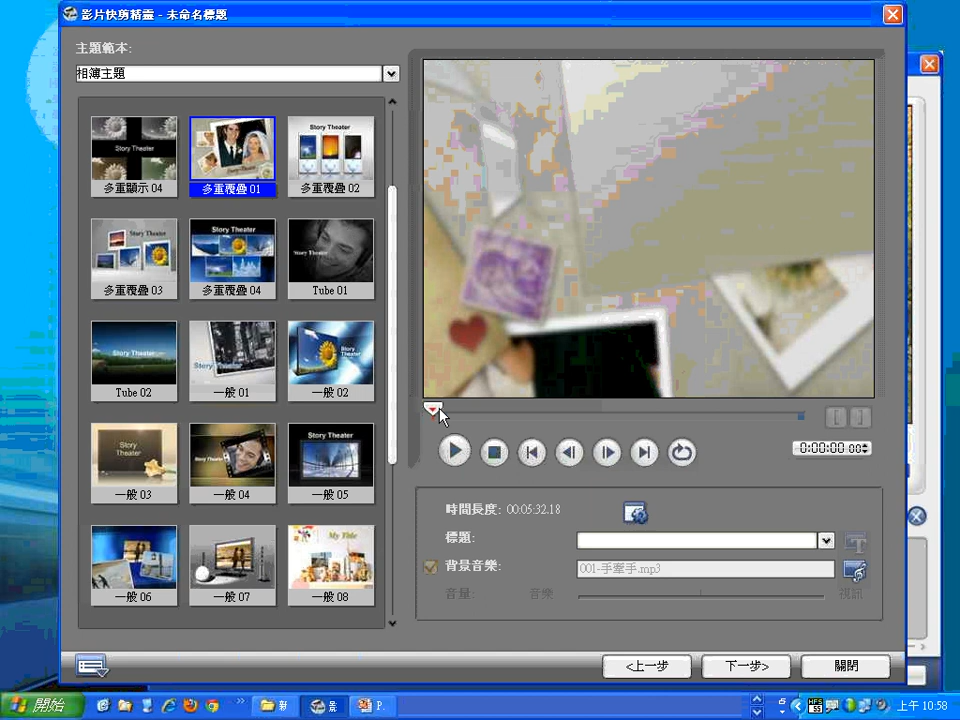 影片快剪精靈 - 未命名標題
主題範本:
相簿主題
Story Theater
多重顯示 04
多重覆疊 01
Story Theater
多重覆疊 02
Story Theater
多重覆疊 03
Story Theater
多重覆疊 04
Story Theater
Tube 01
Story Theater
Tube 02
Story Theater
一般 01
Story Theater
一般 02
Story Theater
一般 03
Story Theater
一般 04
Story Theater
一般 05
一般 06
一般 07
My Title
一般 08
0:00:00 00
時間長度: 00:05:32.18
標題:
背景音樂:
001-手牽手.mp3
音量:
音樂
視訊
<上一步
下一步>
關閉
開始
新
P.
上午 10:58